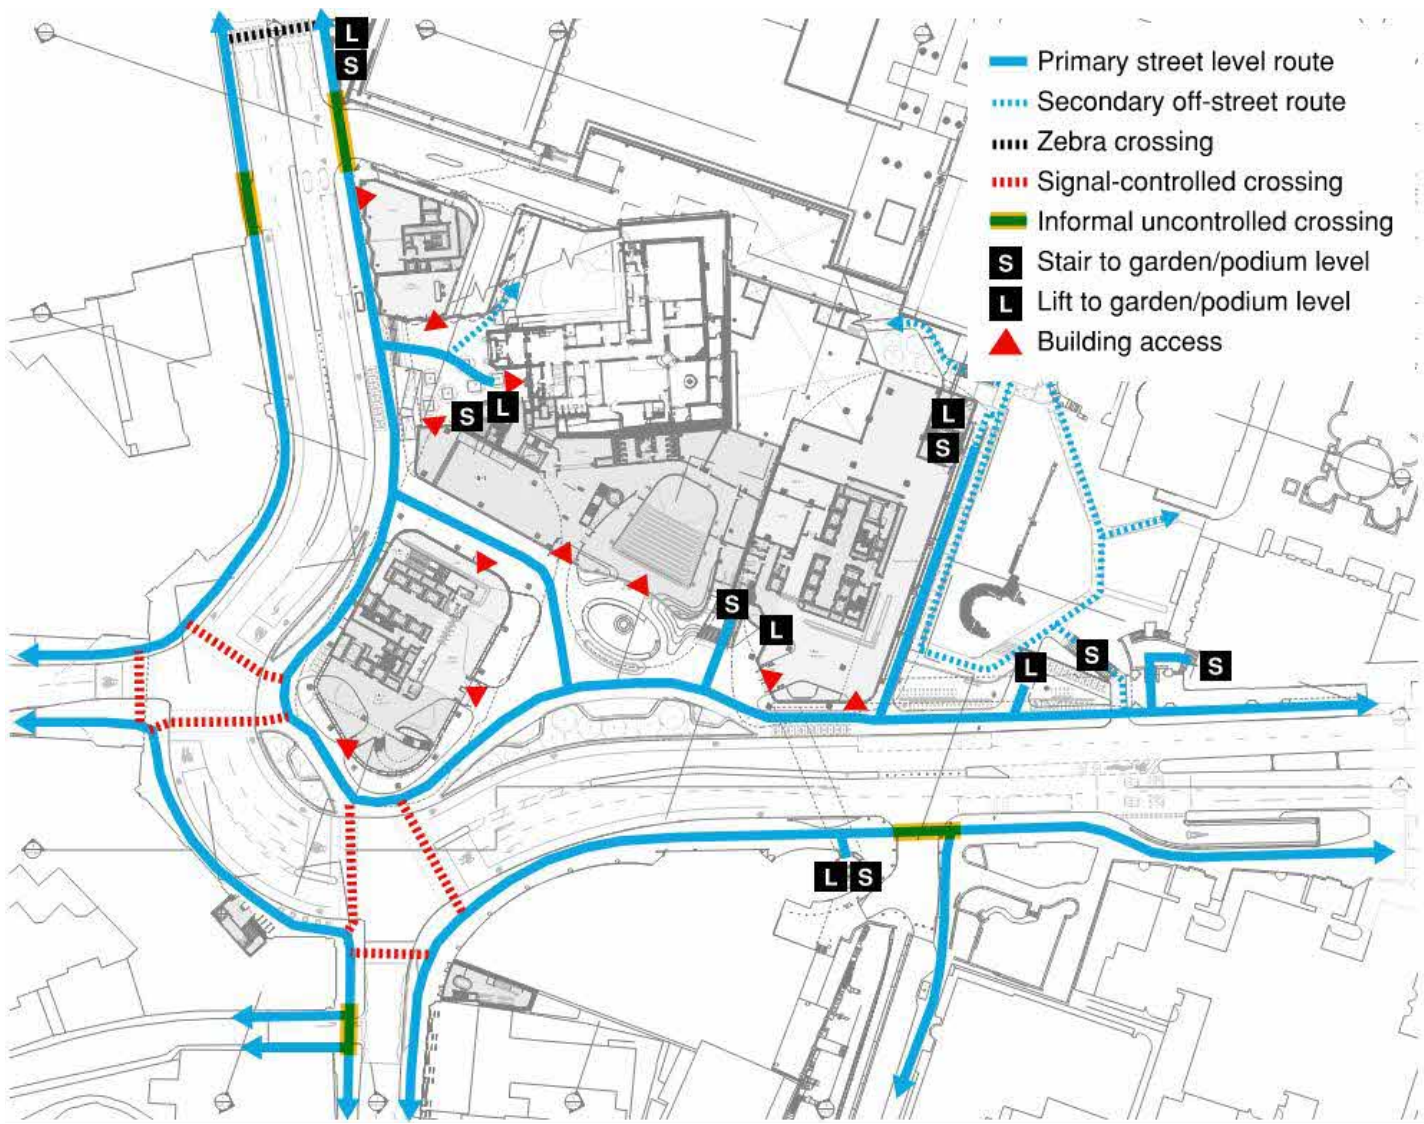 L
S
Primary street level route
Secondary off-street route
Zebra crossing
Signal-controlled crossing
Informal uncontrolled crossing
S Stair to garden/podium level
L Lift to garden/podium level
Building access
S L
L
S
S
L
L
S
S
L S